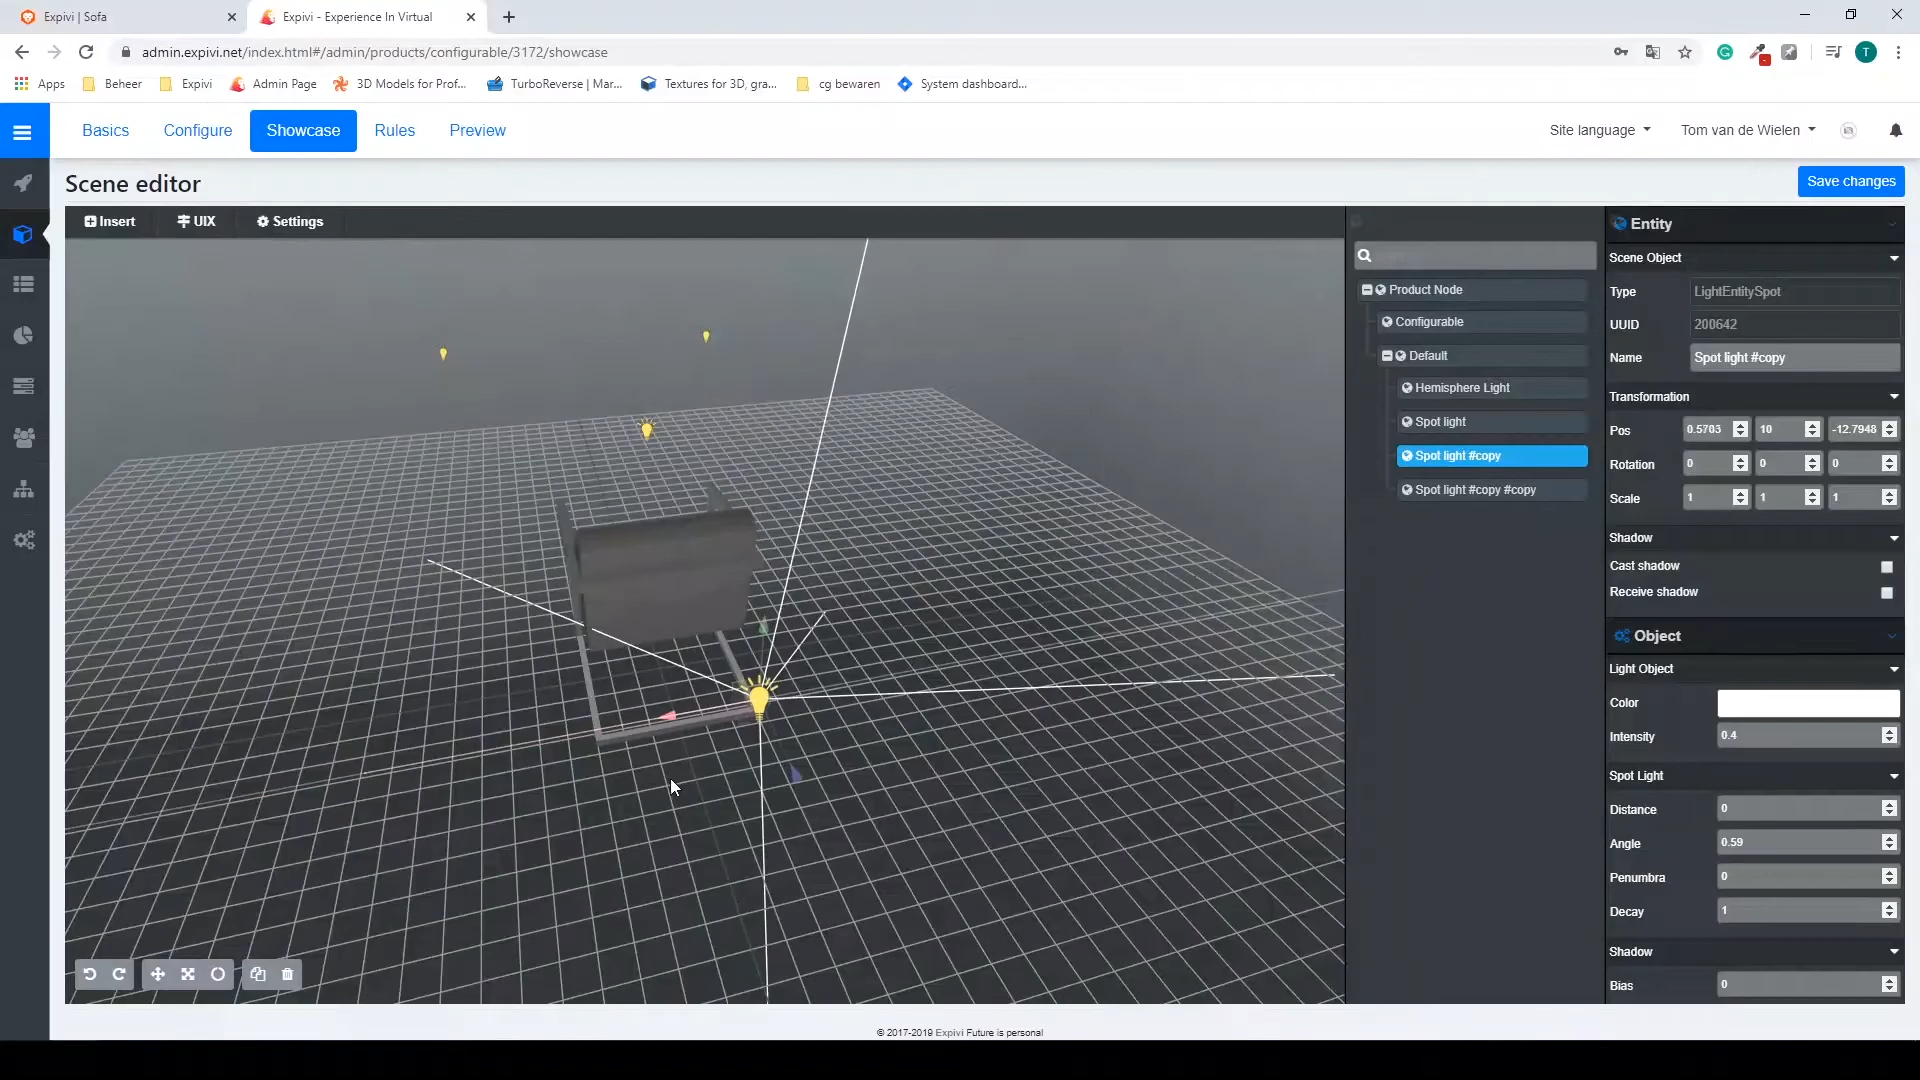 Expivi | Sofa
Expivi - Experience In Virtual
admin.expivi.net/index.html#/admin/products/configurable/3172/showcase
T
Apps
Beheer
Expivi
Admin Page
3D Models for Prof...
TurboReverse | Mar...
Textures for 3D, gra...
cg bewaren
System dashboard...
Basics
Configure
Showcase
Rules
Preview
Site language
Tom van de Wielen
Scene editor
Save changes
Insert
UIX
Settings
Product Node
Configurable
Default
Hemisphere Light
Spot light
Spot light #copy
Spot light #copy #copy
Entity
Scene Object
Type LightEntitySpot
UUID 200642
Name Spot light #copy
Transformation
Pos 0.5703 10 -12.7948
Rotation 0 0 0
Scale 1 1 1
Shadow
Cast shadow
Receive shadow
Object
Light Object
Color
Intensity 0.4
Spot Light
Distance 0
Angle 0.59
Penumbra 0
Decay 1
Shadow
Bias 0
© 2017-2019 Expivi Future is personal